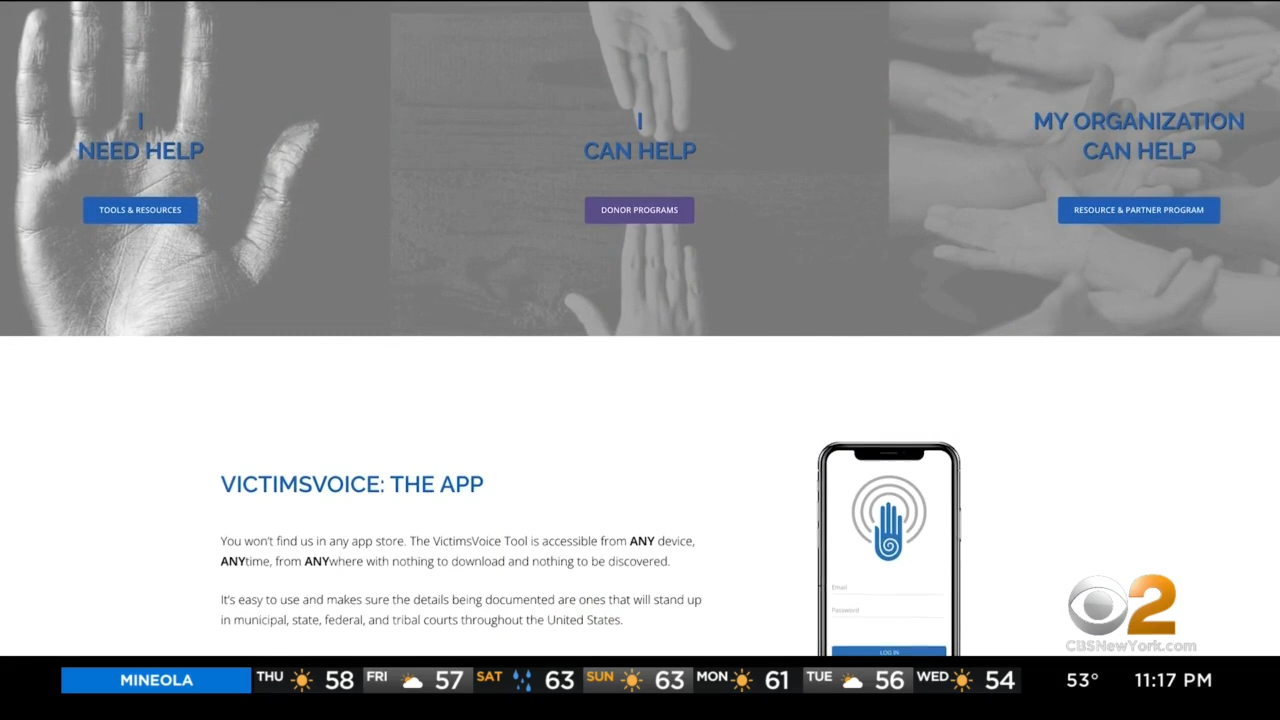 I
NEED HELP
TOOLS & RESOURCES
I
CAN HELP
DONOR PROGRAMS
MY ORGANIZATION
CAN HELP
RESOURCE & PARTNER PROGRAM
VICTIMSVOICE: THE APP
You won't find us in any app store. The VictimsVoice Tool is accessible from ANY device,
ANYtime, from ANYwhere with nothing to download and nothing to be discovered.
It's easy to use and makes sure the details being documented are ones that will stand up
in municipal, state, federal, and tribal courts throughout the United States.
Email
Password
LOG IN
2
CBSNewYork.com
MINEOLA THU 58 FRI 57 SAT 63 SUN 63 MON 61 TUE 56 WED 54 53° 11:17 PM